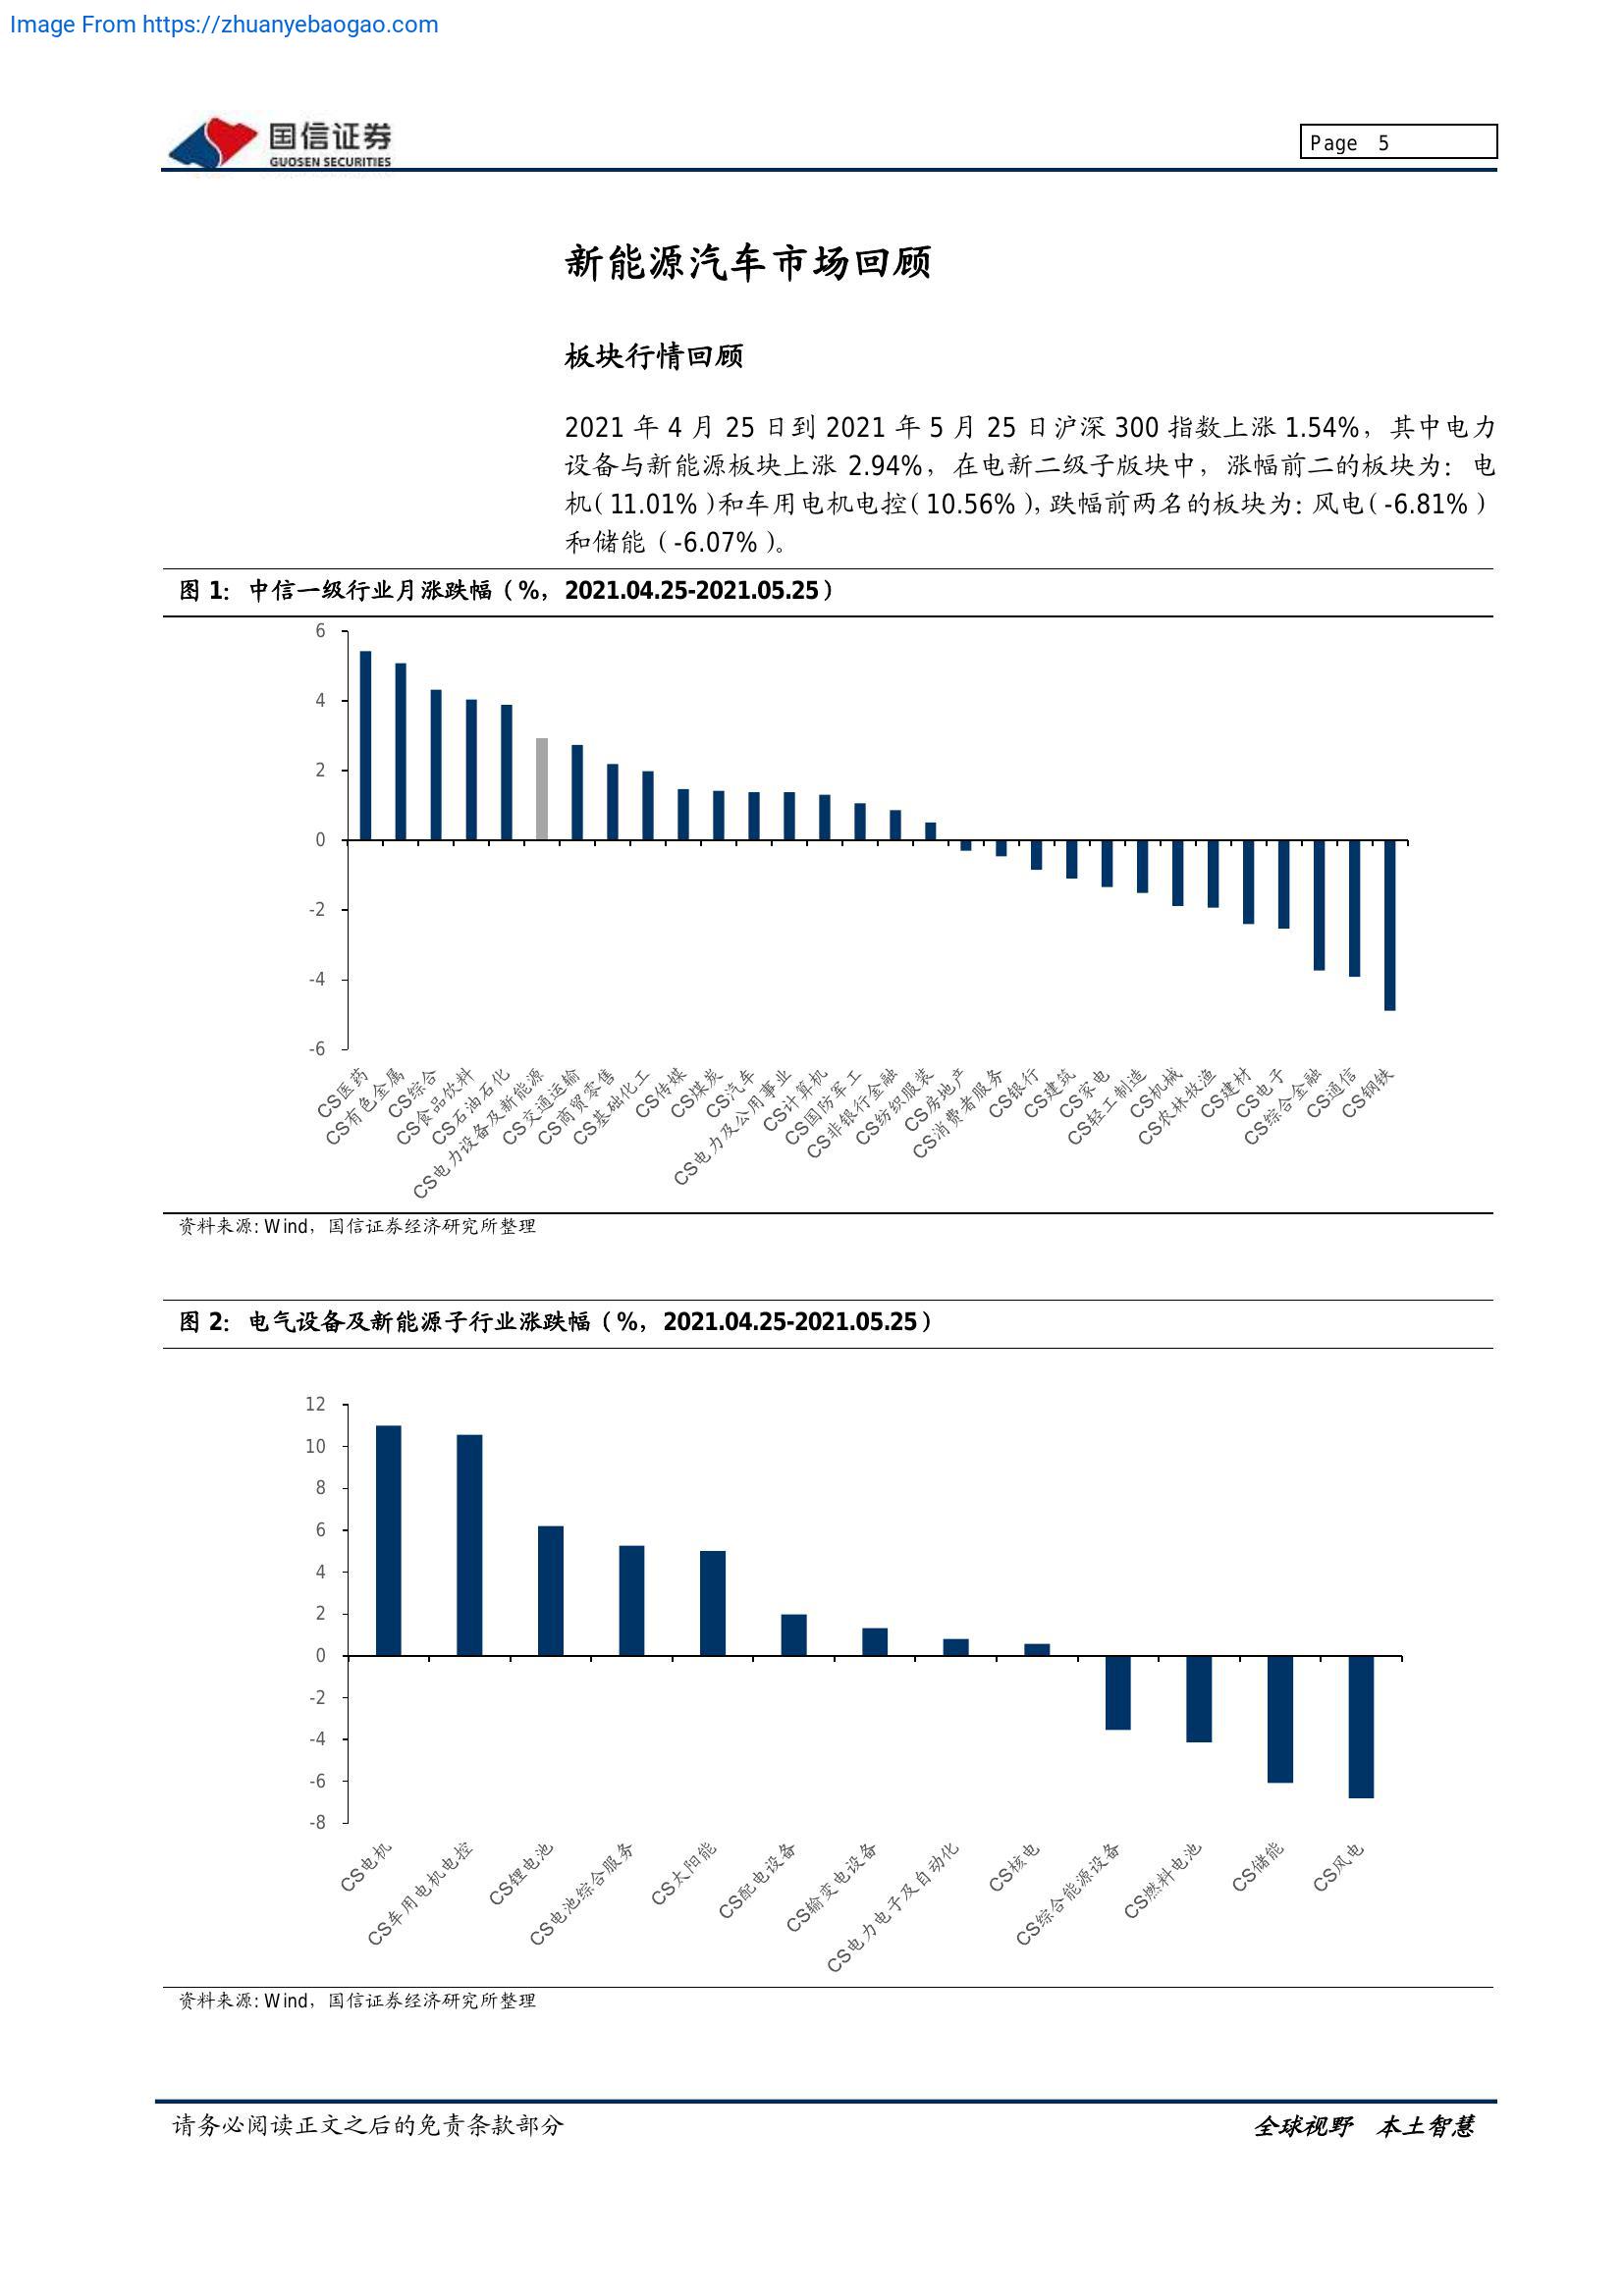 Image From https://zhuanyebaogao.com
国信证券
GUOSEN SECURITIES
Page 5
新能源汽车市场回顾
板块行情回顾
2021 年 4 月 25 日到 2021 年 5 月 25 日沪深 300 指数上涨 1.54%，其中电力
设备与新能源板块上涨 2.94%，在电新二级子版块中，涨幅前二的板块为：电
机（11.01%）和车用电机电控（10.56%），跌幅前两名的板块为：风电（-6.81%）
和储能（-6.07%）。
图 1：中信一级行业月涨跌幅（%，2021.04.25-2021.05.25）
6
4
2
0
-2
-4
-6
CS医药
CS有色金属
CS综合
CS食品饮料
CS石油石化
CS电力设备及新能源
CS交通运输
CS商贸零售
CS基础化工
CS传媒
CS煤炭
CS汽车
CS电力及公用事业
CS计算机
CS国防军工
CS非银行金融
CS纺织服装
CS房地产
CS消费者服务
CS银行
CS建筑
CS家电
CS轻工制造
CS机械
CS农林牧渔
CS建材
CS电子
CS综合金融
CS通信
CS钢铁
资料来源：Wind，国信证券经济研究所整理
图 2：电气设备及新能源子行业涨跌幅（%，2021.04.25-2021.05.25）
12
10
8
6
4
2
0
-2
-4
-6
-8
CS电机
CS车用电机电控
CS锂电池
CS电池综合服务
CS太阳能
CS配电设备
CS输变电设备
CS电力电子及自动化
CS核电
CS综合能源设备
CS燃料电池
CS储能
CS风电
资料来源：Wind，国信证券经济研究所整理
请务必阅读正文之后的免责条款部分
全球视野 本土智慧